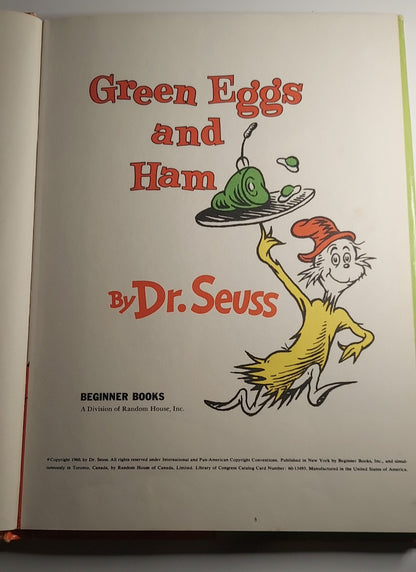 Green Eggs
and
Ham
By Dr. Seuss
BEGINNER BOOKS
A Division of Random House, Inc.
©Copyright 1960, by Dr. Seuss. All rights reserved under International and Pan-American Copyright Conventions. Published in New York by Beginner Books, Inc., and simul-
taneously in Toronto, Canada, by Random House of Canada, Limited. Library of Congress Catalog Card Number: 60-13493. Manufactured in the United States of America.